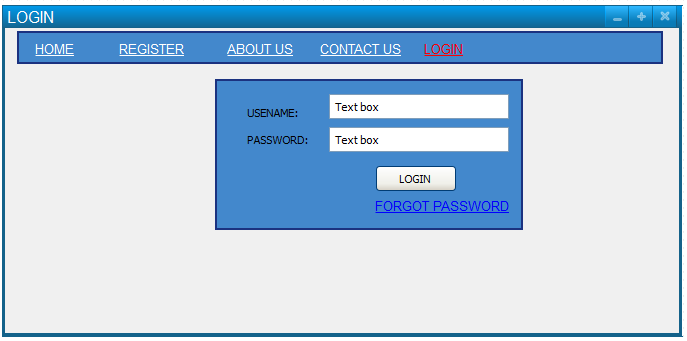 LOGIN
HOME REGISTER ABOUT US CONTACT US LOGIN
USENAME: Text box
PASSWORD: Text box
LOGIN
FORGOT PASSWORD